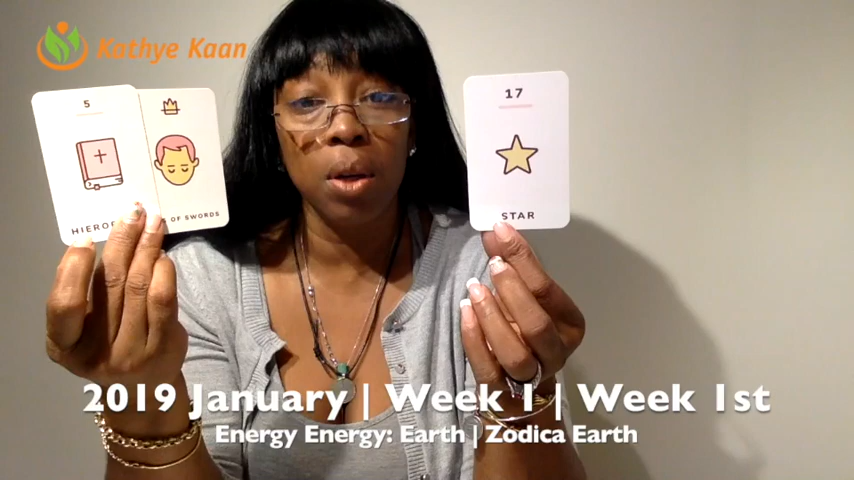 Kathye Kaan
5
17
HIEROP
OF SWORDS
STAR
2019 January | Week 1 | Week 1st
Energy Energy: Earth | Zodica Earth